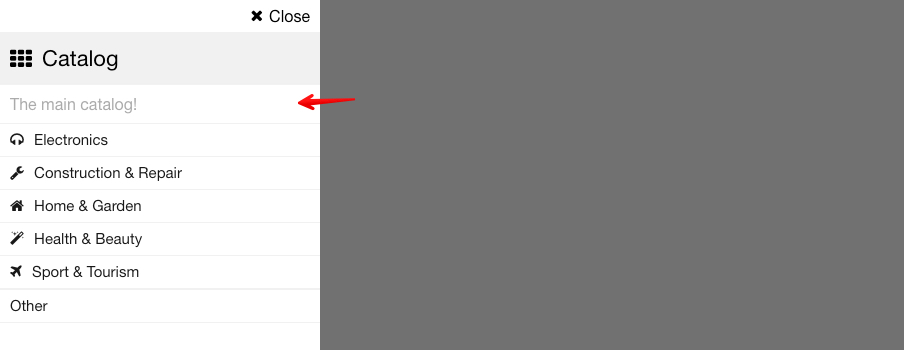 Close
Catalog
The main catalog!
Electronics
Construction & Repair
Home & Garden
Health & Beauty
Sport & Tourism
Other